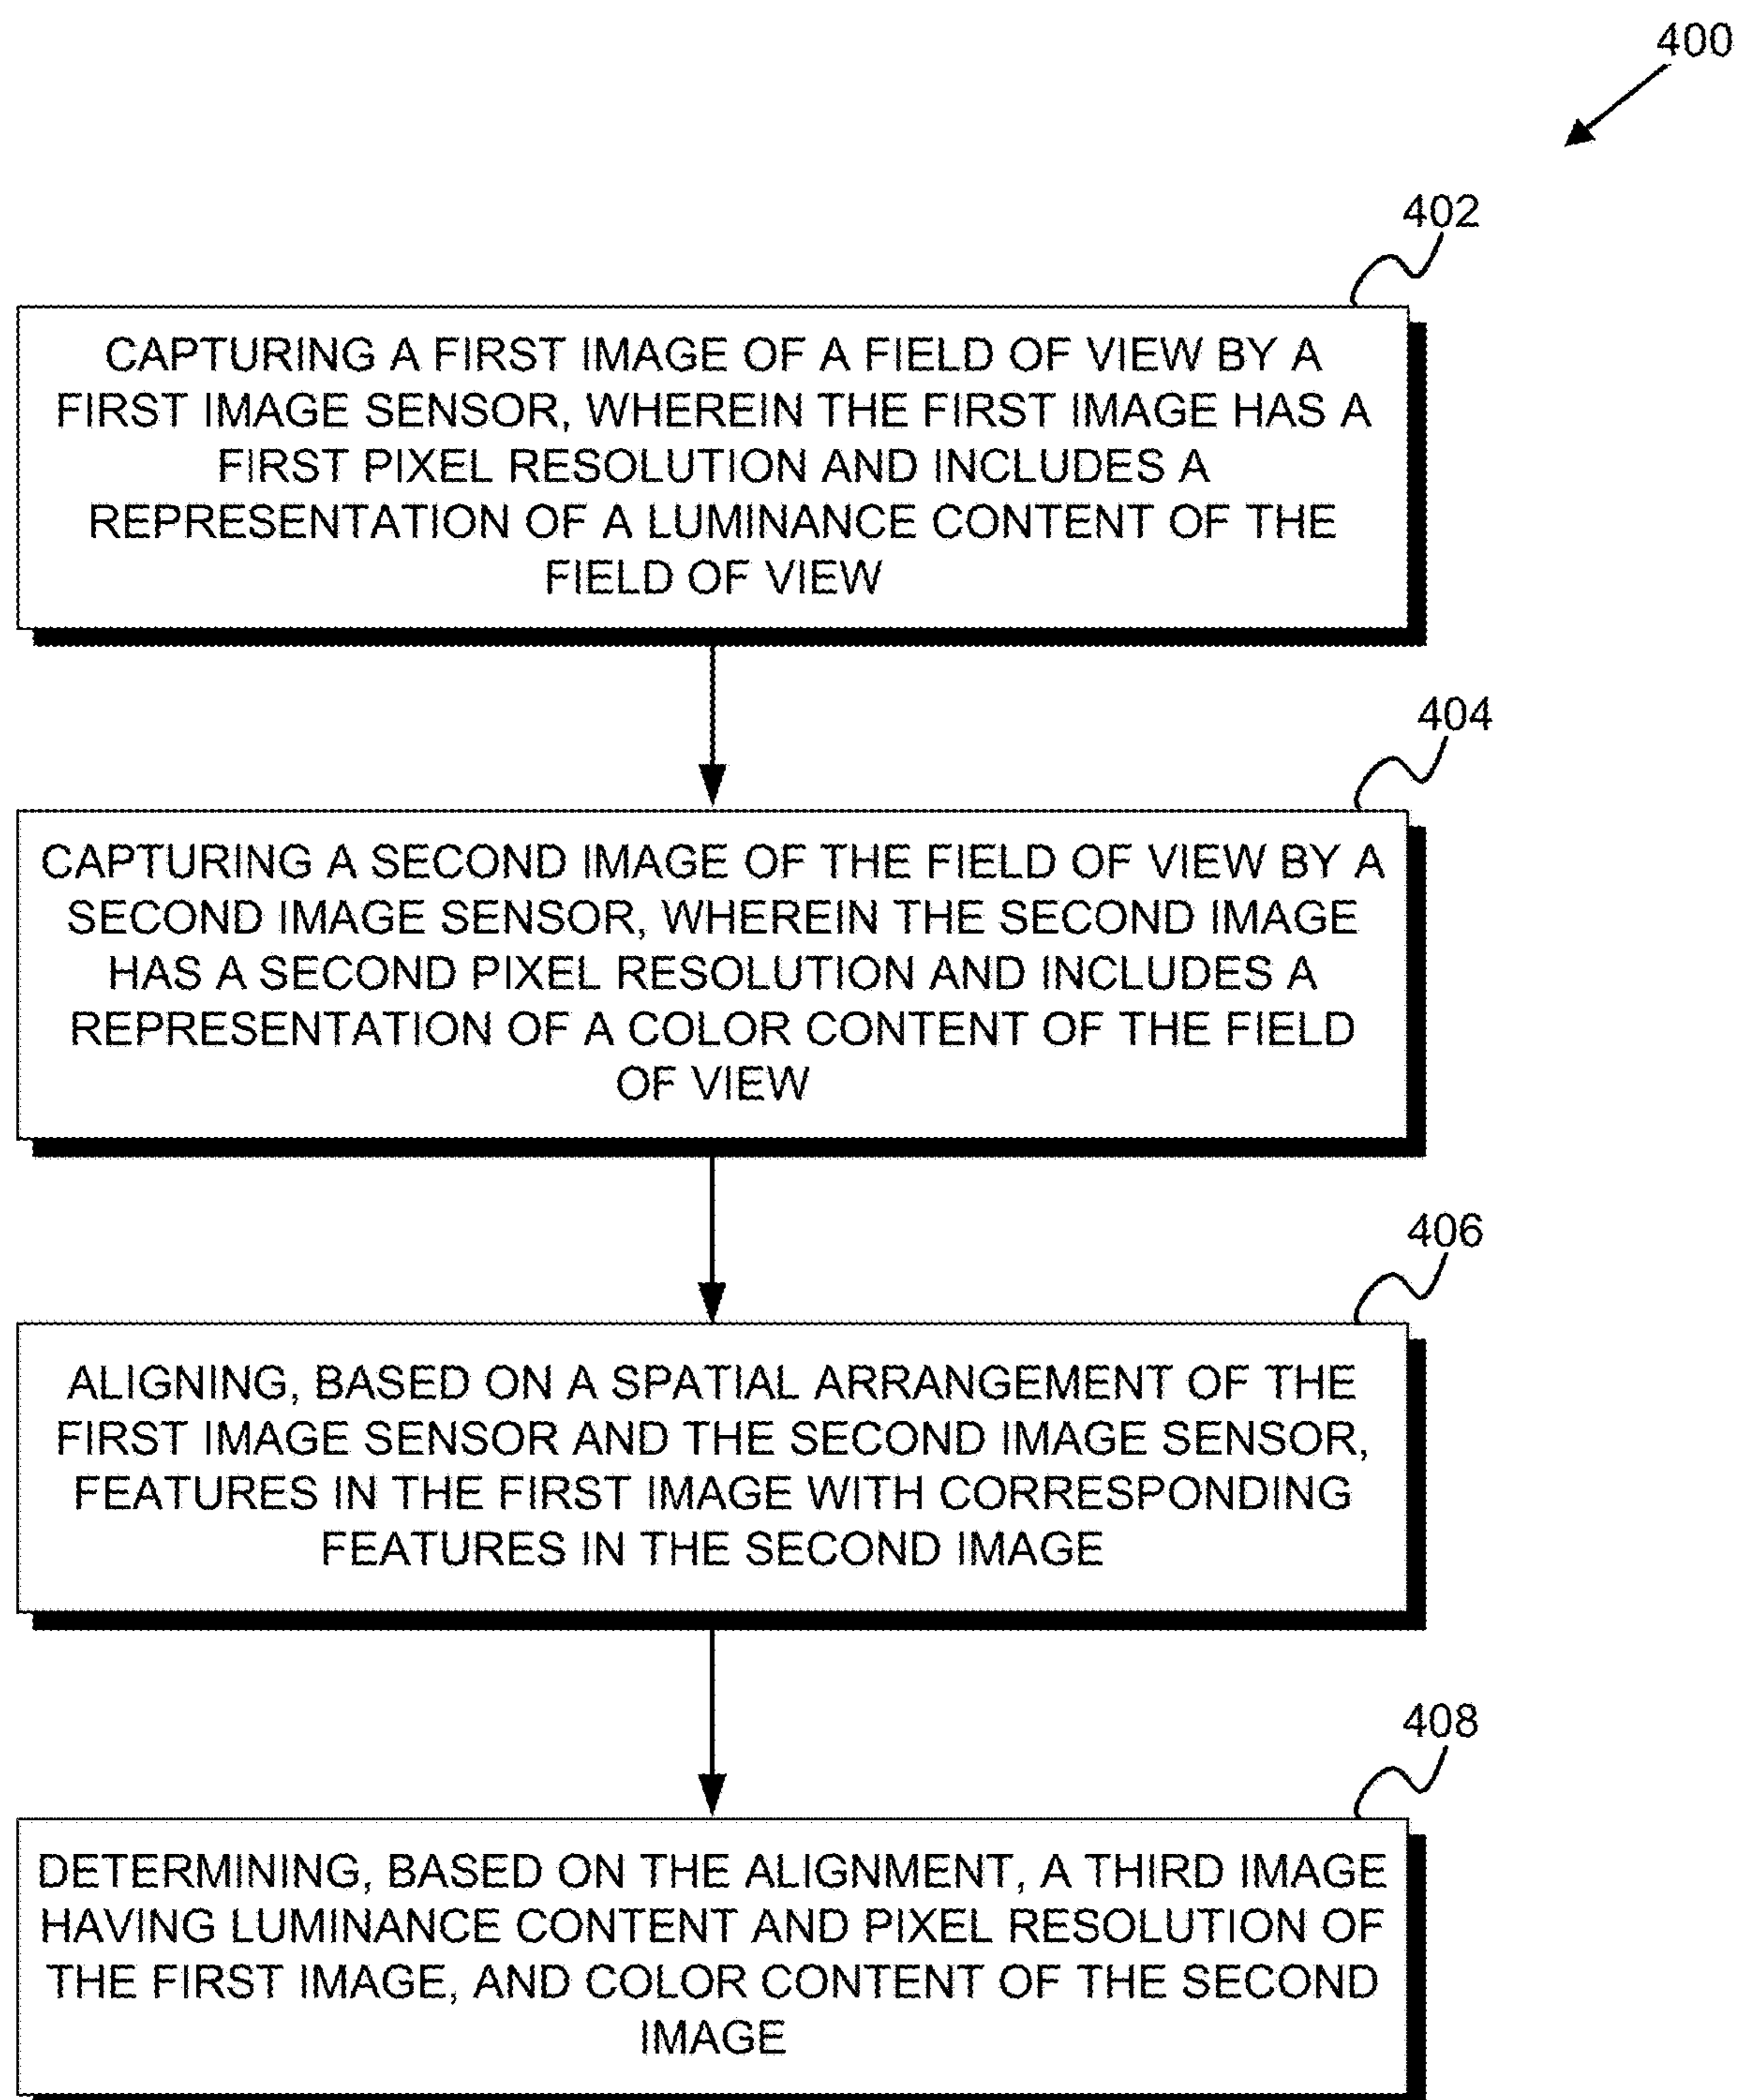 400
402
CAPTURING A FIRST IMAGE OF A FIELD OF VIEW BY A
FIRST IMAGE SENSOR, WHEREIN THE FIRST IMAGE HAS A
FIRST PIXEL RESOLUTION AND INCLUDES A
REPRESENTATION OF A LUMINANCE CONTENT OF THE
FIELD OF VIEW
404
CAPTURING A SECOND IMAGE OF THE FIELD OF VIEW BY A
SECOND IMAGE SENSOR, WHEREIN THE SECOND IMAGE
HAS A SECOND PIXEL RESOLUTION AND INCLUDES A
REPRESENTATION OF A COLOR CONTENT OF THE FIELD
OF VIEW
406
ALIGNING, BASED ON A SPATIAL ARRANGEMENT OF THE
FIRST IMAGE SENSOR AND THE SECOND IMAGE SENSOR,
FEATURES IN THE FIRST IMAGE WITH CORRESPONDING
FEATURES IN THE SECOND IMAGE
408
DETERMINING, BASED ON THE ALIGNMENT, A THIRD IMAGE
HAVING LUMINANCE CONTENT AND PIXEL RESOLUTION OF
THE FIRST IMAGE, AND COLOR CONTENT OF THE SECOND
IMAGE